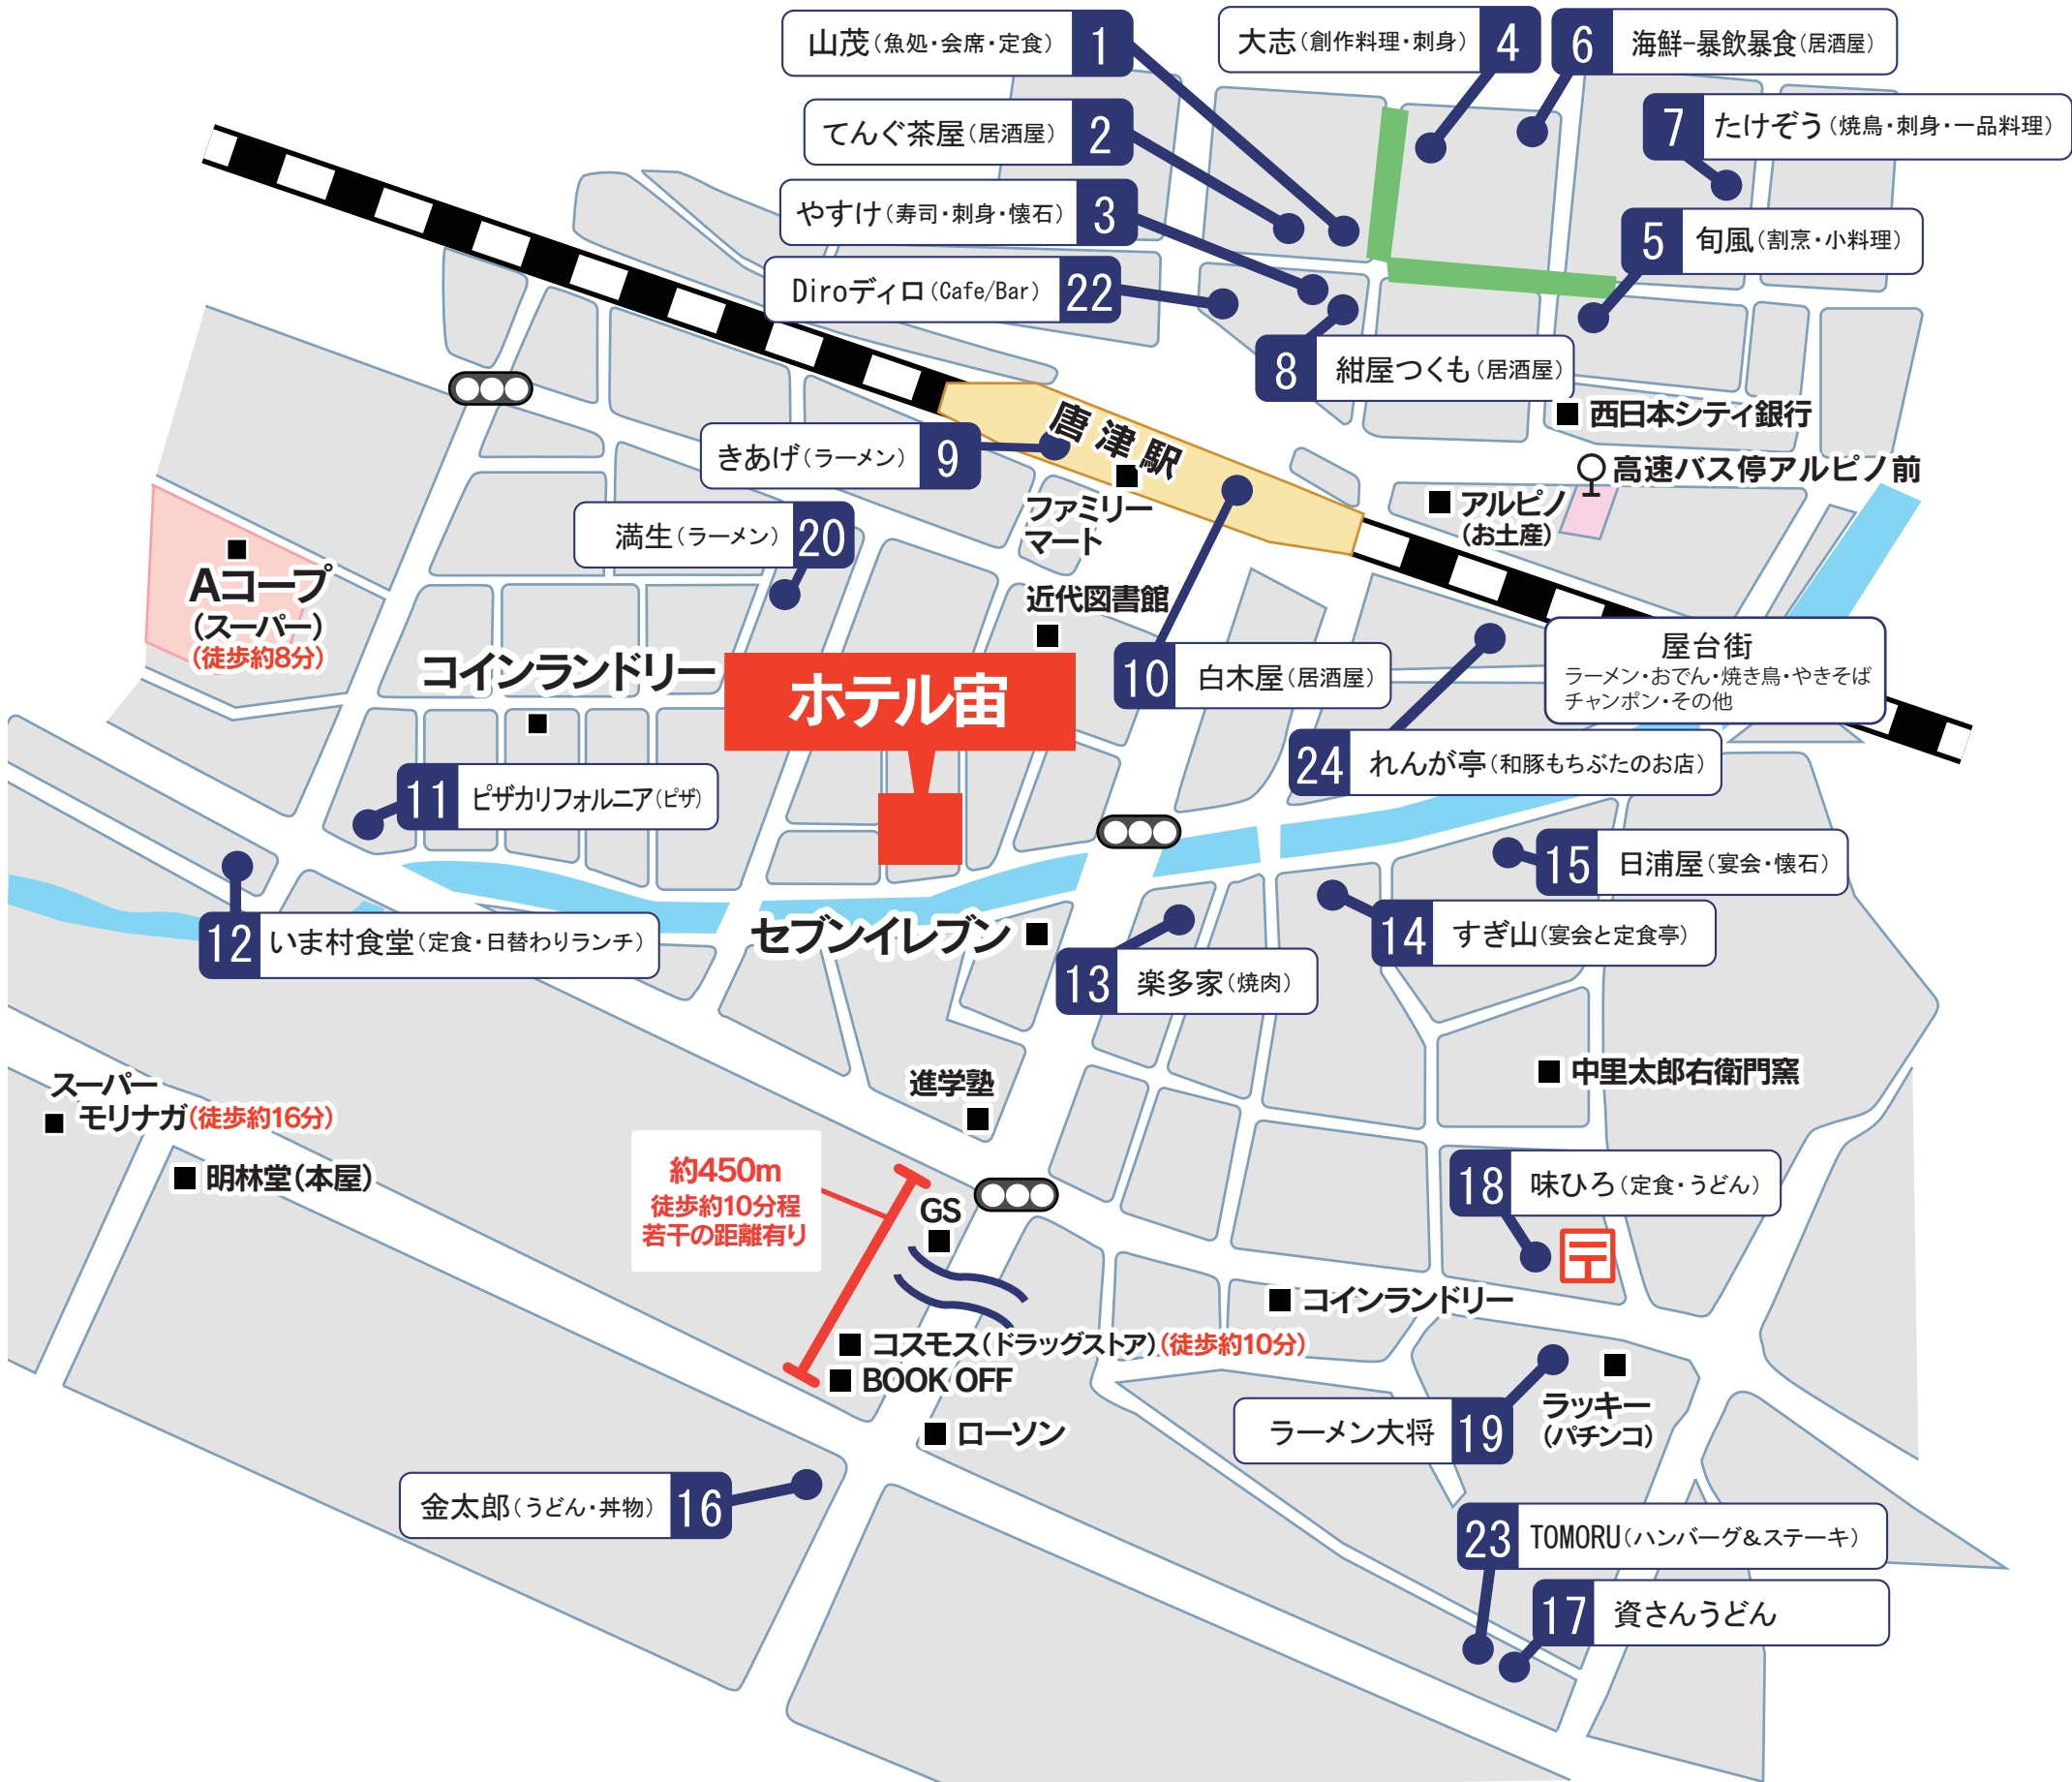 山茂(魚処・会席・定食) 1
大志(創作料理・刺身) 4
6 海鮮-暴飲暴食(居酒屋)
てんぐ茶屋(居酒屋) 2
7 たけぞう(焼鳥・刺身・一品料理)
やすけ(寿司・刺身・懐石) 3
5 旬風(割烹・小料理)
Diroディロ(Cafe/Bar) 22
8 紺屋つくも(居酒屋)
西日本シティ銀行
唐津駅
きあげ(ラーメン) 9
高速バス停アルピノ前
ファミリー
マート
アルピノ
(お土産)
満生(ラーメン) 20
Aコープ
(スーパー)
(徒歩約8分)
近代図書館
コインランドリー
ホテル宙
10 白木屋(居酒屋)
屋台街
ラーメン・おでん・焼き鳥・やきそば
チャンポン・その他
24 れんが亭(和豚もちぶたのお店)
11 ピザカリフォルニア(ピザ)
15 日浦屋(宴会・懐石)
12 いま村食堂(定食・日替わりランチ)
セブンイレブン
14 すぎ山(宴会と定食亭)
13 楽多家(焼肉)
中里太郎右衛門窯
スーパー
モリナガ(徒歩約16分)
進学塾
明林堂(本屋)
約450m
徒歩約10分程
若干の距離有り
GS
18 味ひろ(定食・うどん)
〒
コインランドリー
コスモス(ドラッグストア)(徒歩約10分)
BOOK OFF
ローソン
ラーメン大将 19
ラッキー
(パチンコ)
金太郎(うどん・丼物) 16
23 TOMORU(ハンバーグ&ステーキ)
17 資さんうどん